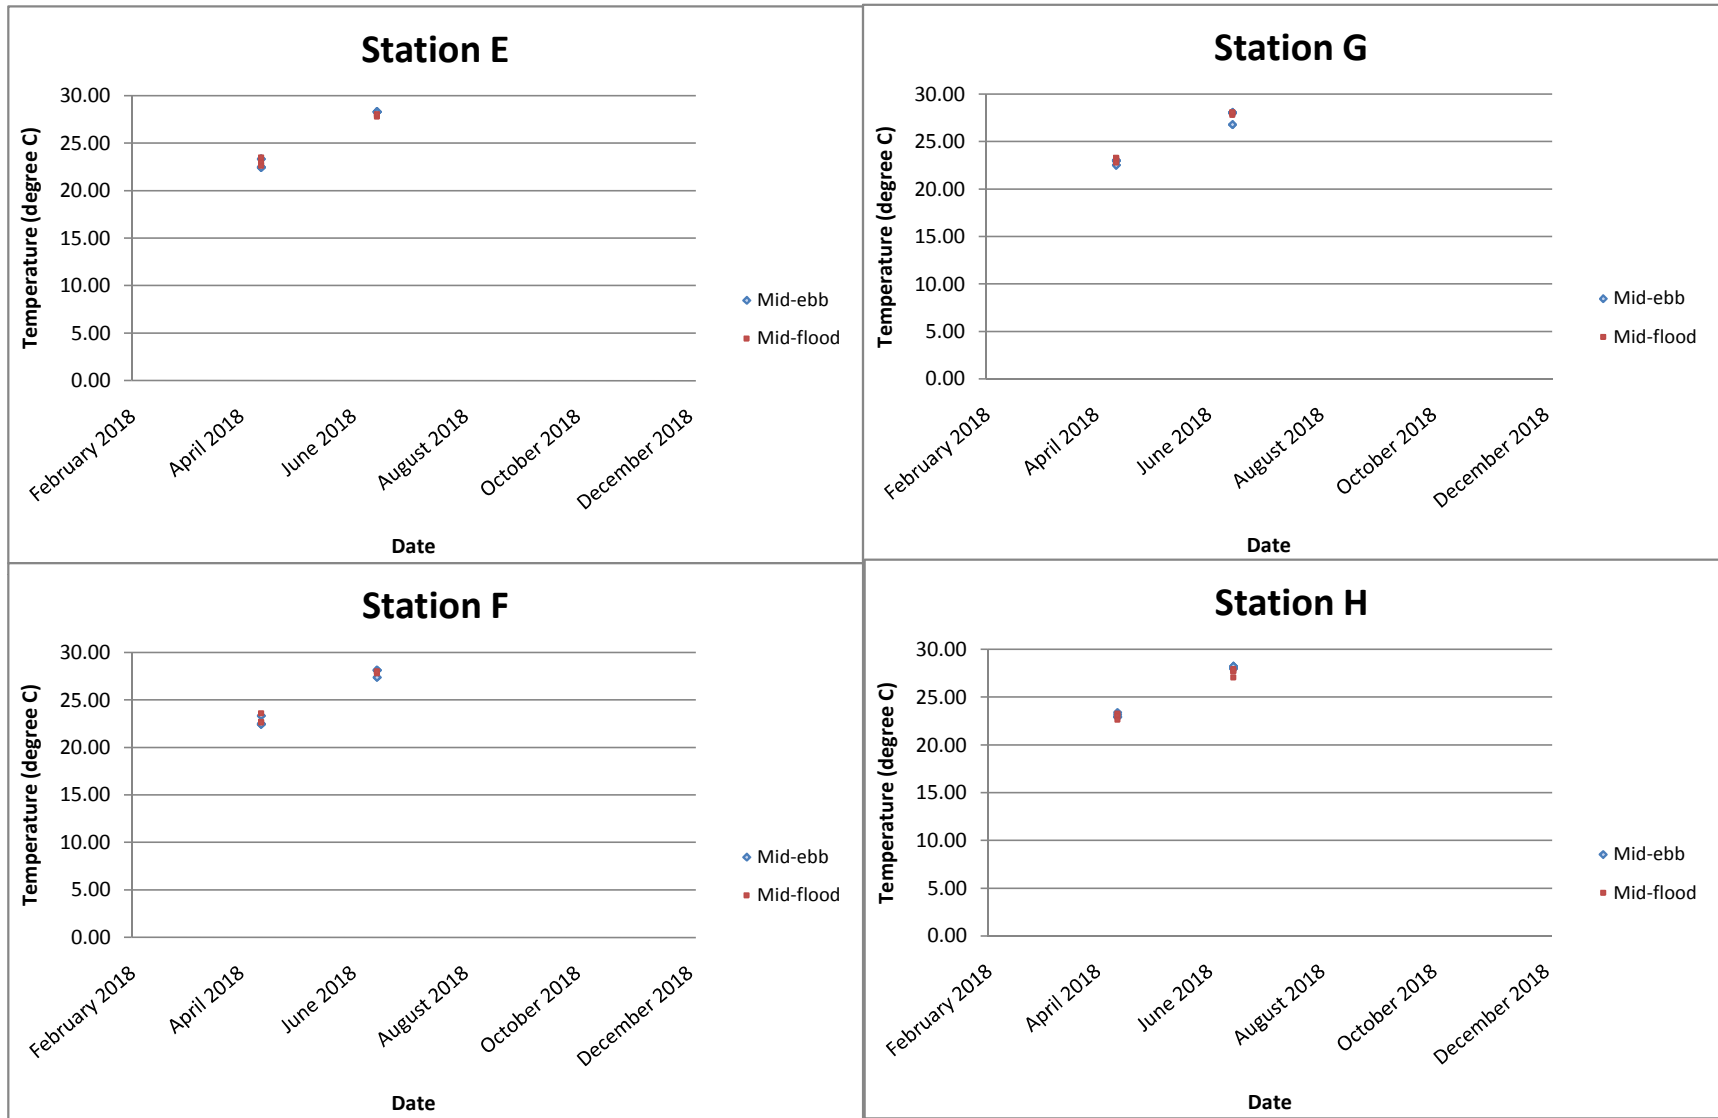 Station E
Temperature (degree C)
30.00
25.00
20.00
15.00
10.00
5.00
0.00
February 2018
April 2018
June 2018
August 2018
October 2018
December 2018
Date
Mid-ebb
Mid-flood
Station G
Temperature (degree C)
30.00
25.00
20.00
15.00
10.00
5.00
0.00
February 2018
April 2018
June 2018
August 2018
October 2018
December 2018
Date
Mid-ebb
Mid-flood
Station F
Temperature (degree C)
30.00
25.00
20.00
15.00
10.00
5.00
0.00
February 2018
April 2018
June 2018
August 2018
October 2018
December 2018
Date
Mid-ebb
Mid-flood
Station H
Temperature (degree C)
30.00
25.00
20.00
15.00
10.00
5.00
0.00
February 2018
April 2018
June 2018
August 2018
October 2018
December 2018
Date
Mid-ebb
Mid-flood